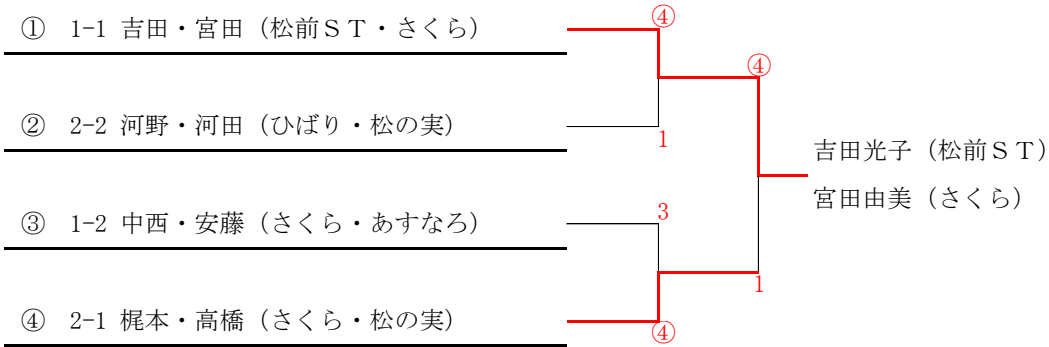 ① 1-1 吉田・宮田（松前ＳＴ・さくら）
④
④
② 2-2 河野・河田（ひばり・松の実）
1
吉田光子（松前ＳＴ）
宮田由美（さくら）
③ 1-2 中西・安藤（さくら・あすなろ）
3
1
④ 2-1 梶本・高橋（さくら・松の実）
④